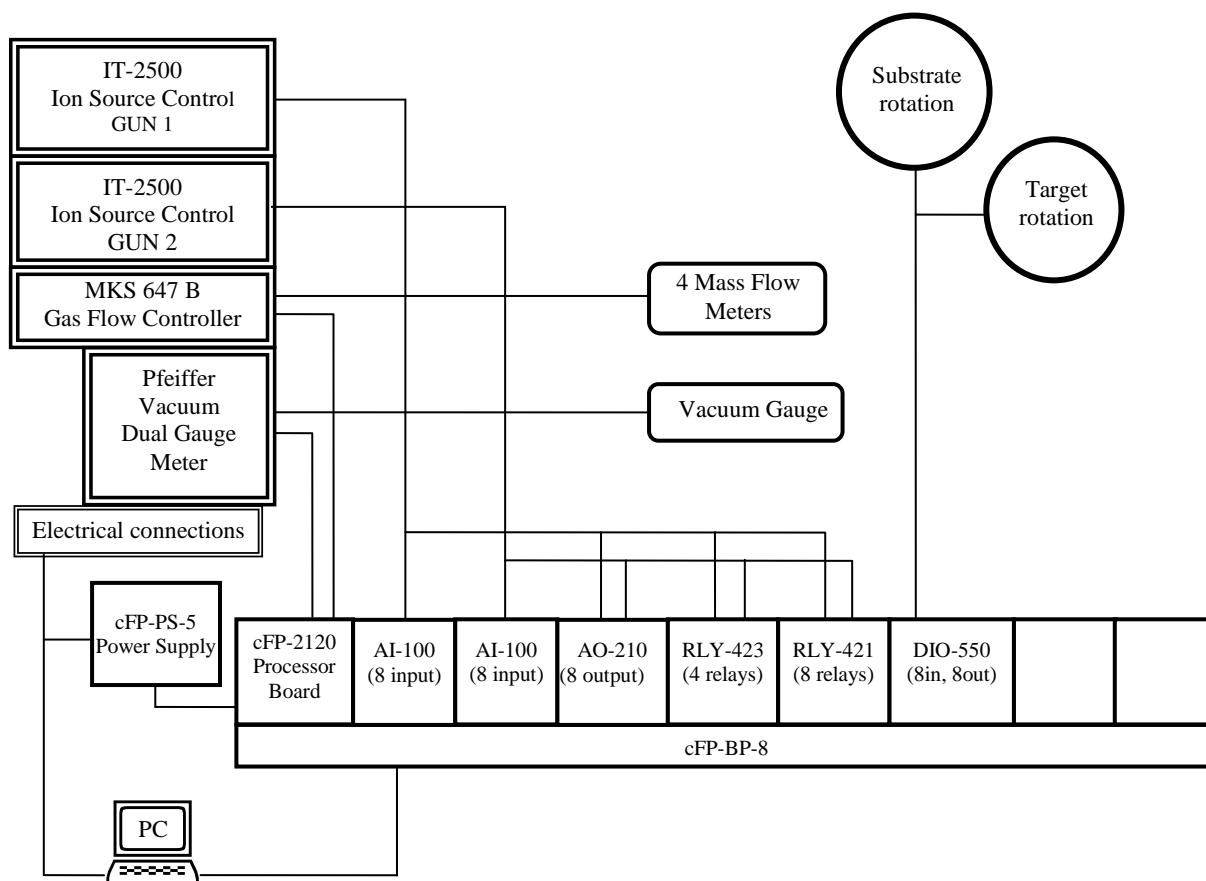 IT-2500
Ion Source Control
GUN 1
IT-2500
Ion Source Control
GUN 2
MKS 647 B
Gas Flow Controller
Pfeiffer
Vacuum
Dual Gauge
Meter
Electrical connections
Substrate
rotation
Target
rotation
4 Mass Flow
Meters
Vacuum Gauge
cFP-PS-5
Power Supply
cFP-2120
Processor
Board
AI-100
(8 input)
AI-100
(8 input)
AO-210
(8 output)
RLY-423
(4 relays)
RLY-421
(8 relays)
DIO-550
(8in, 8out)
cFP-BP-8
PC